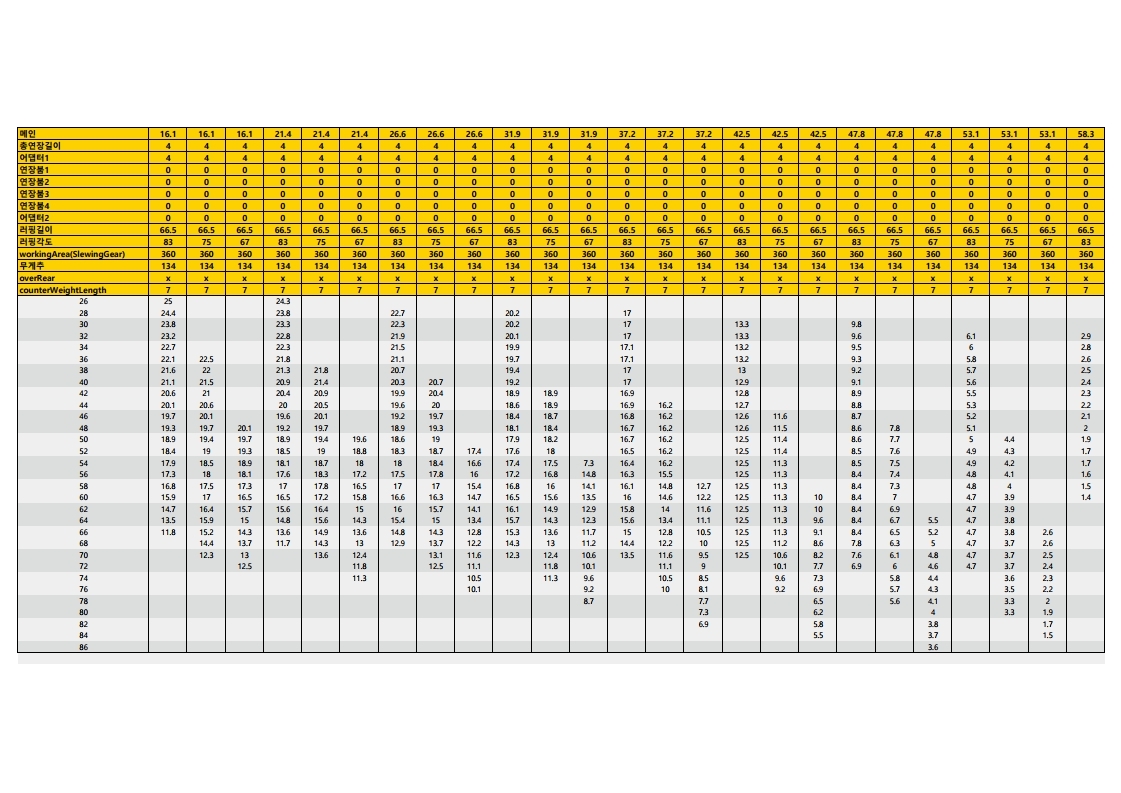 메인 16.1 16.1 16.1 21.4 21.4 21.4 26.6 26.6 26.6 31.9 31.9 31.9 37.2 37.2 37.2 42.5 42.5 42.5 47.8 47.8 47.8 53.1 53.1 53.1 58.3
총연장길이 4 4 4 4 4 4 4 4 4 4 4 4 4 4 4 4 4 4 4 4 4 4 4 4 4
어댑터1 4 4 4 4 4 4 4 4 4 4 4 4 4 4 4 4 4 4 4 4 4 4 4 4 4
연장붐1 0 0 0 0 0 0 0 0 0 0 0 0 0 0 0 0 0 0 0 0 0 0 0 0 0
연장붐2 0 0 0 0 0 0 0 0 0 0 0 0 0 0 0 0 0 0 0 0 0 0 0 0 0
연장붐3 0 0 0 0 0 0 0 0 0 0 0 0 0 0 0 0 0 0 0 0 0 0 0 0 0
연장붐4 0 0 0 0 0 0 0 0 0 0 0 0 0 0 0 0 0 0 0 0 0 0 0 0 0
어댑터2 0 0 0 0 0 0 0 0 0 0 0 0 0 0 0 0 0 0 0 0 0 0 0 0 0
러핑길이 66.5 66.5 66.5 66.5 66.5 66.5 66.5 66.5 66.5 66.5 66.5 66.5 66.5 66.5 66.5 66.5 66.5 66.5 66.5 66.5 66.5 66.5 66.5 66.5 66.5
러핑각도 83 75 67 83 75 67 83 75 67 83 75 67 83 75 67 83 75 67 83 75 67 83 75 67 83
workingArea(SlewingGear) 360 360 360 360 360 360 360 360 360 360 360 360 360 360 360 360 360 360 360 360 360 360 360 360 360
무게추 134 134 134 134 134 134 134 134 134 134 134 134 134 134 134 134 134 134 134 134 134 134 134 134 134
overRear x x x x x x x x x x x x x x x x x x x x x x x x x
counterWeightLength 7 7 7 7 7 7 7 7 7 7 7 7 7 7 7 7 7 7 7 7 7 7 7 7 7
26 25 24.3
28 24.4 23.8 22.7 20.2 17
30 23.8 23.3 22.3 20.2 17 13.3 9.8
32 23.2 22.8 21.9 20.1 17 13.3 9.6 6.1 2.9
34 22.7 22.3 21.5 19.9 17.1 13.2 9.5 6 2.8
36 22.1 22.5 21.8 21.1 19.7 17.1 13.2 9.3 5.8 2.6
38 21.6 22 21.3 21.8 20.7 19.4 17 13 9.2 5.7 2.5
40 21.1 21.5 20.9 21.4 20.3 20.7 19.2 17 12.9 9.1 5.6 2.4
42 20.6 21 20.4 20.9 19.9 20.4 18.9 18.9 16.9 12.8 8.9 5.5 2.3
44 20.1 20.6 20 20.5 19.6 20 18.6 18.9 16.9 16.2 12.7 8.8 5.3 2.2
46 19.7 20.1 19.6 20.1 19.2 19.7 18.4 18.7 16.8 16.2 12.6 11.6 8.7 5.2 2.1
48 19.3 19.7 20.1 19.2 19.7 18.9 19.3 18.1 18.4 16.7 16.2 12.6 11.5 8.6 7.8 5.1 2
50 18.9 19.4 19.7 18.9 19.4 19.6 18.6 19 17.9 18.2 16.7 16.2 12.5 11.4 8.6 7.7 5 4.4 1.9
52 18.4 19 19.3 18.5 19 18.8 18.3 18.7 17.4 17.6 18 16.5 16.2 12.5 11.4 8.5 7.6 4.9 4.3 1.7
54 17.9 18.5 18.9 18.1 18.7 18 18 18.4 16.6 17.4 17.5 7.3 16.4 16.2 12.5 11.3 8.5 7.5 4.9 4.2 1.7
56 17.3 18 18 17.6 18.3 17.2 17.5 17.8 16 17.2 16.8 14.8 16.3 15.5 12.5 11.3 8.4 7.4 4.8 4.1 1.6
58 16.8 17.5 17.3 17 17.8 16.5 17 17 15.4 16.8 16 14.1 16.1 14.8 12.7 12.5 11.3 8.4 7.3 4.8 4 1.5
60 15.9 17 16.5 16.5 17.2 15.8 16.6 16.3 14.7 16.5 15.6 13.5 16 14.6 12.2 12.5 11.3 10 8.4 7 4.7 3.9 1.4
62 14.7 16.4 15.7 15.6 16.4 15 16 15.7 14.1 16.1 14.9 12.9 15.8 14 11.6 12.5 11.3 10 8.4 6.9 4.7 3.9
64 13.5 15.9 15 14.8 15.6 14.3 15.4 15 13.4 15.7 14.3 12.3 15.6 13.4 11.1 12.5 11.3 9.6 8.4 6.7 5.5 4.7 3.8
66 11.8 15.2 14.3 13.6 14.9 13.6 14.8 14.3 12.8 15.3 13.6 11.7 15 12.8 10.5 12.5 11.3 9.1 8.4 6.5 5.2 4.7 3.8 2.6
68 14.4 13.7 11.7 14.3 13 12.9 13.7 12.2 14.3 13 11.2 14.4 12.2 10 12.5 11.3 8.6 7.8 6.3 5 4.7 3.7 2.6
70 12.3 13 13.6 12.4 13.1 11.6 12.3 12.4 10.6 13.5 11.6 9.5 12.5 10.6 8.2 7.6 6.1 4.8 4.7 3.7 2.5
72 12.5 11.8 12.5 11.1 11.8 10.1 11.1 9 10.1 7.7 6.9 6 4.6 4.7 3.7 2.4
74 11.3 10.5 11.3 9.6 10.5 8.5 9.6 7.3 5.8 4.4 3.6 2.3
76 10.1 9.2 10 8.1 9.2 6.9 5.7 4.3 3.5 2.2
78 8.7 7.7 6.5 5.6 4.1 3.3 2
80 7.3 6.2 4 3.3 1.9
82 6.9 5.8 3.8 1.7
84 5.5 3.7 1.5
86 3.6